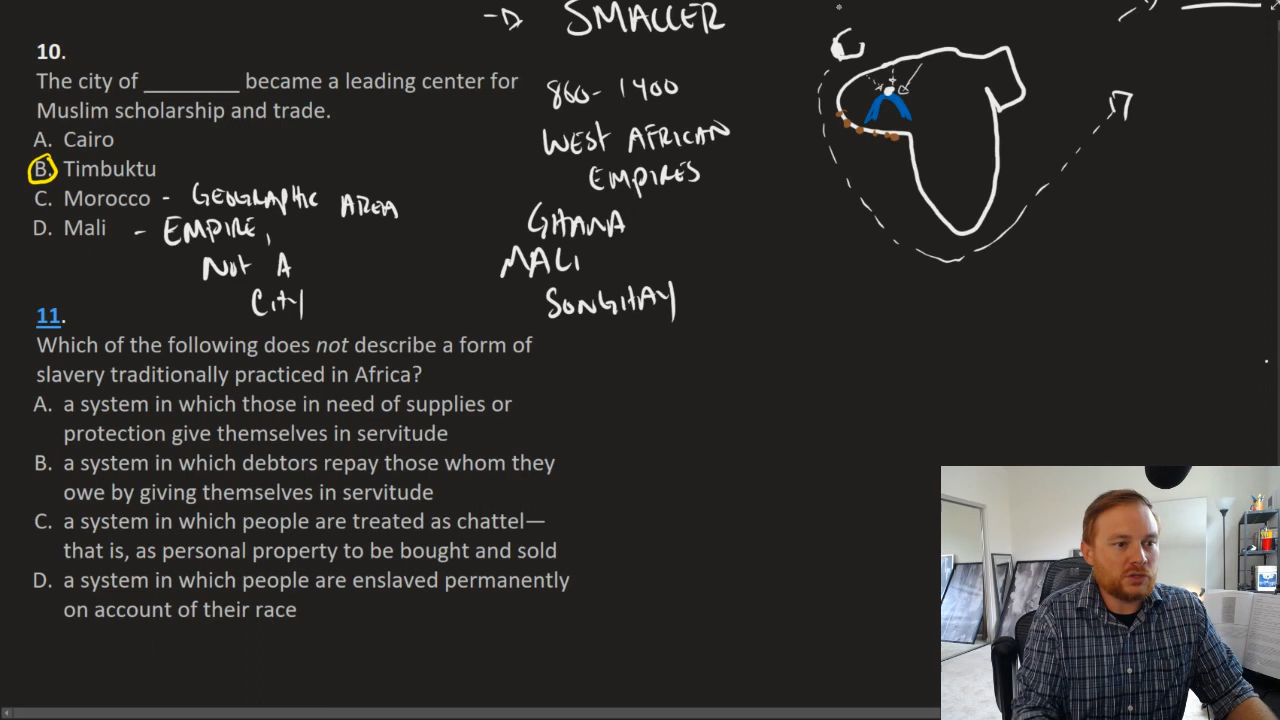 → SMALLER
10.
The city of ________ became a leading center for
Muslim scholarship and trade.
A. Cairo
B. Timbuktu
C. Morocco - GEOGRAPHIC AREA
D. Mali - EMPIRE,
Not A
City
800 - 1400
WEST AFRICAN
EMPIRES
GHANA
MALI
SONGHAY
11.
Which of the following does not describe a form of
slavery traditionally practiced in Africa?
A. a system in which those in need of supplies or
protection give themselves in servitude
B. a system in which debtors repay those whom they
owe by giving themselves in servitude
C. a system in which people are treated as chattel—
that is, as personal property to be bought and sold
D. a system in which people are enslaved permanently
on account of their race